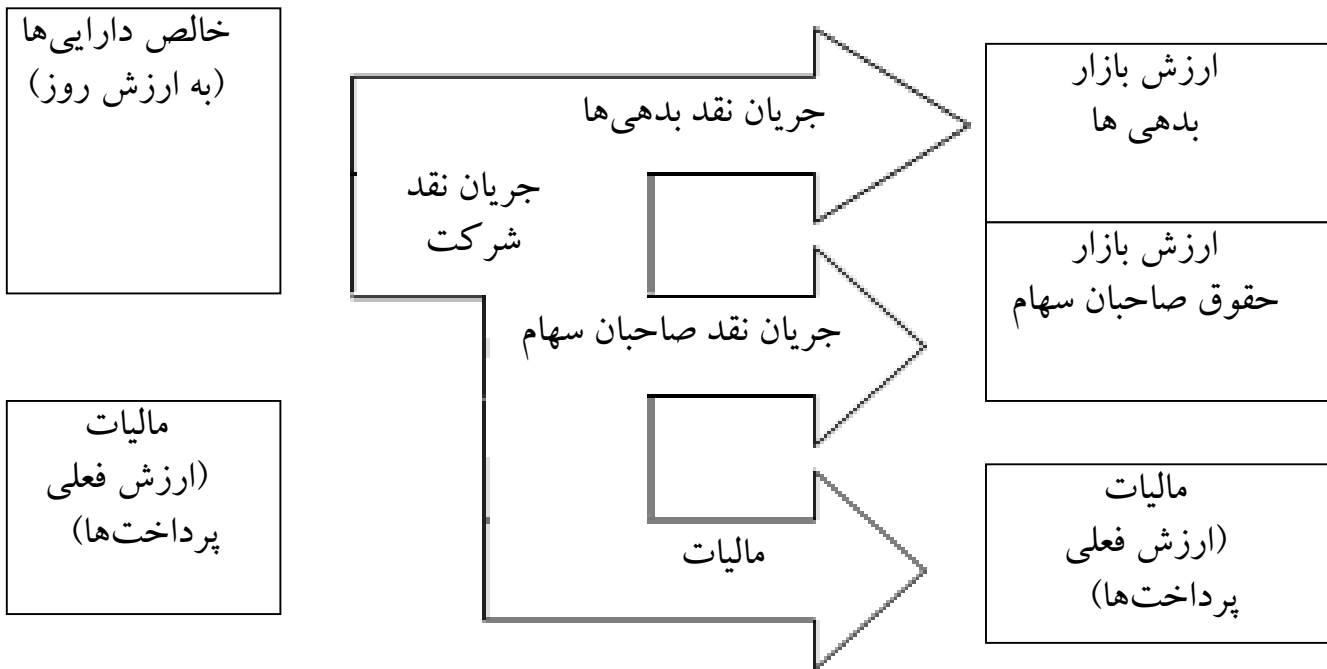 خالص دارایی‌ها
(به ارزش روز)
مالیات
(ارزش فعلی
پرداخت‌ها)
جریان نقد
شرکت
جریان نقد بدهی‌ها
جریان نقد صاحبان سهام
مالیات
ارزش بازار
بدهی ها
ارزش بازار
حقوق صاحبان سهام
مالیات
(ارزش فعلی
پرداخت‌ها)